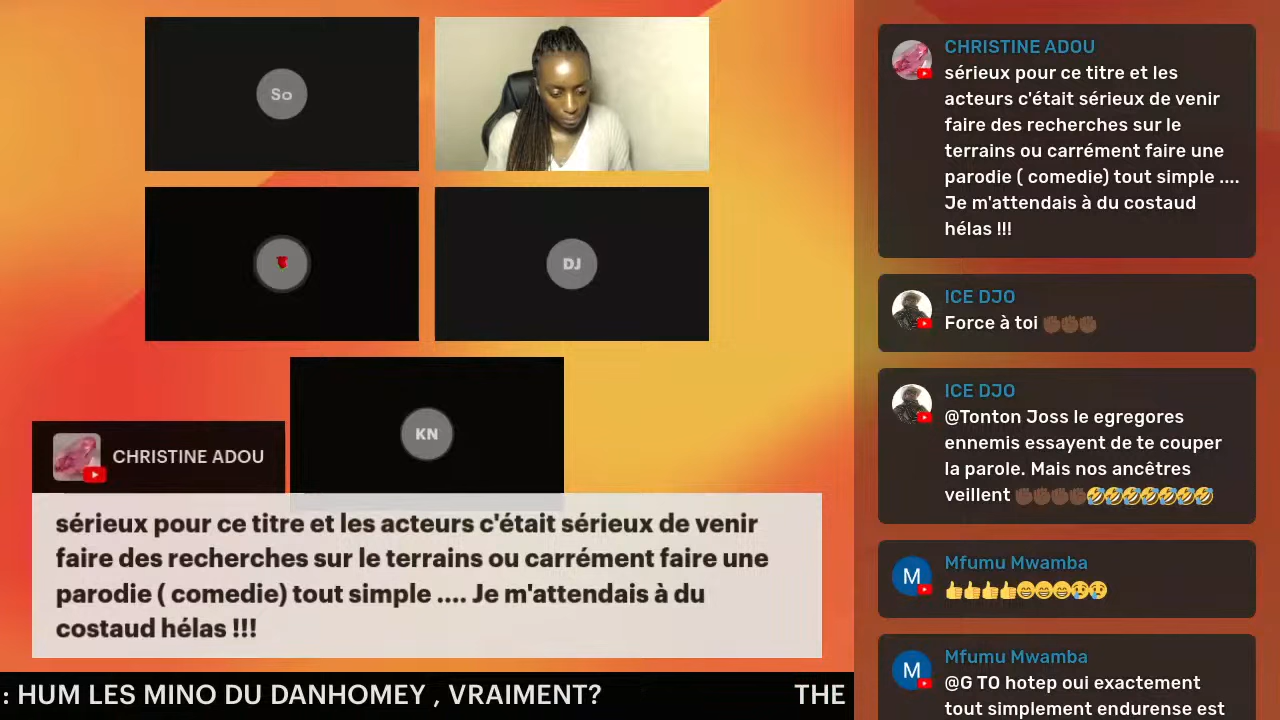 So
DJ
KN
CHRISTINE ADOU
sérieux pour ce titre et les acteurs c'était sérieux de venir
faire des recherches sur le terrains ou carrément faire une
parodie ( comedie) tout simple .... Je m'attendais à du
costaud hélas !!!
: HUM LES MINO DU DANHOMEY , VRAIMENT?
THE
CHRISTINE ADOU
sérieux pour ce titre et les
acteurs c'était sérieux de venir
faire des recherches sur le
terrains ou carrément faire une
parodie ( comedie) tout simple ....
Je m'attendais à du costaud
hélas !!!
ICE DJO
Force à toi ✊🏾✊🏾✊🏾
ICE DJO
@Tonton Joss le egregores
ennemis essayent de te couper
la parole. Mais nos ancêtres
veillent ✊🏾✊🏾✊🏾✊🏾🤣🤣🤣🤣🤣🤣🤣
M
Mfumu Mwamba
👍👍👍👍😁😁😁😢😢
M
Mfumu Mwamba
@G TO hotep oui exactement
tout simplement endurense est